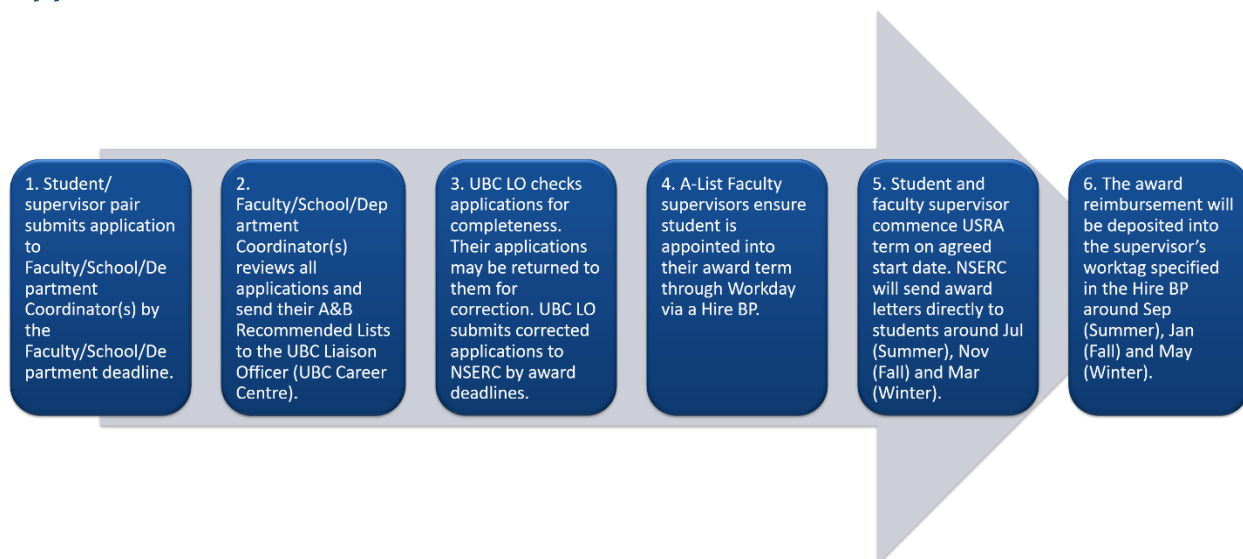 1. Student/
supervisor pair
submits application
to
Faculty/School/De
partment
Coordinator(s) by
the
Faculty/School/De
partment deadline.
2.
Faculty/School/Dep
artment
Coordinator(s)
reviews all
applications and
send their A&B
Recommended Lists
to the UBC Liaison
Officer (UBC Career
Centre).
3. UBC LO checks
applications for
completeness.
Their applications
may be returned to
them for
correction. UBC LO
submits corrected
applications to
NSERC by award
deadlines.
4. A-List Faculty
supervisors ensure
student is
appointed into
their award term
through Workday
via a Hire BP.
5. Student and
faculty supervisor
commence USRA
term on agreed
start date. NSERC
will send award
letters directly to
students around Jul
(Summer), Nov
(Fall) and Mar
(Winter).
6. The award
reimbursement will
be deposited into
the supervisor’s
worktag specified
in the Hire BP
around Sep
(Summer), Jan
(Fall) and May
(Winter).